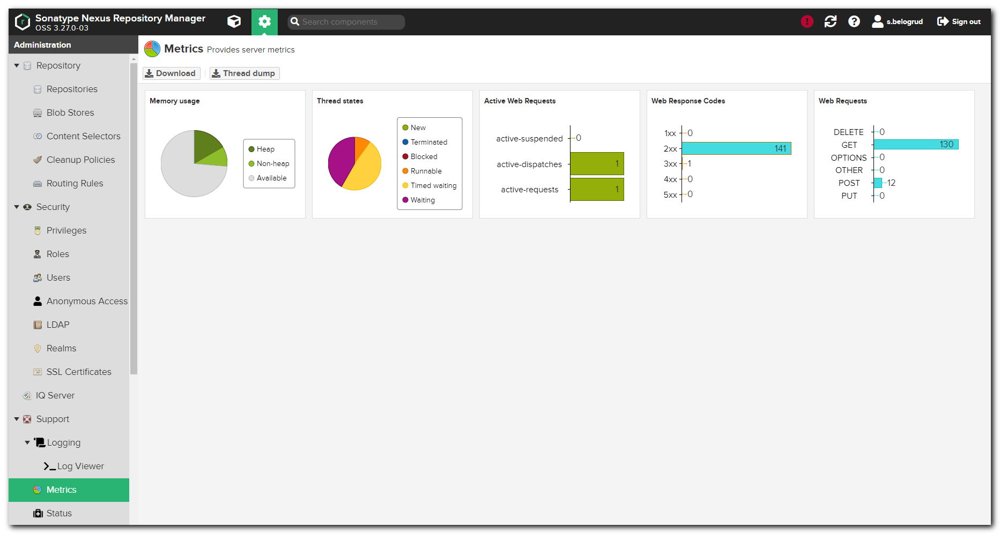 Sonatype Nexus Repository Manager
OSS 3.27.0-03
Search components
s.belogrud
Sign out
Administration
Repository
Repositories
Blob Stores
Content Selectors
Cleanup Policies
Routing Rules
Security
Privileges
Roles
Users
Anonymous Access
LDAP
Realms
SSL Certificates
IQ Server
Support
Logging
Log Viewer
Metrics
Status
Metrics Provides server metrics
Download
Thread dump
Memory usage
Heap
Non-heap
Available
Thread states
New
Terminated
Blocked
Runnable
Timed waiting
Waiting
Active Web Requests
active-suspended 0
active-dispatches 1
active-requests 1
Web Response Codes
1xx 0
2xx 141
3xx 1
4xx 0
5xx 0
Web Requests
DELETE 0
GET 130
OPTIONS 0
OTHER 0
POST 12
PUT 0